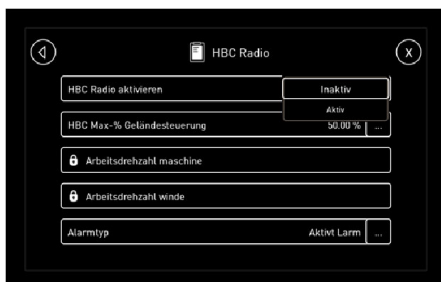 HBC Radio
X
HBC Radio aktivieren Inaktiv
Aktiv
HBC Max-% Geländesteuerung 50.00 % ...
Arbeitsdrehzahl maschine
Arbeitsdrehzahl winde
Alarmtyp Aktivt Larm ...